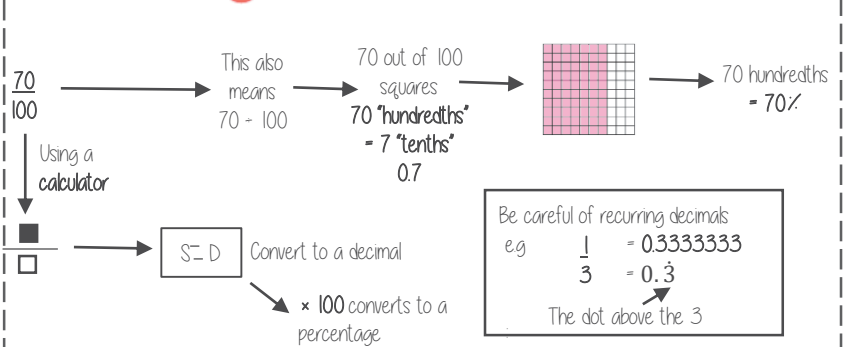 70
100
This also
means
70 ÷ 100
70 out of 100
squares
70 "hundredths"
= 7 "tenths"
0.7
70 hundredths
= 70%
Using a
calculator
S⇔D
Convert to a decimal
× 100 converts to a
percentage
Be careful of recurring decimals
e.g 1 = 0.3333333
3 = 0.3̇
The dot above the 3